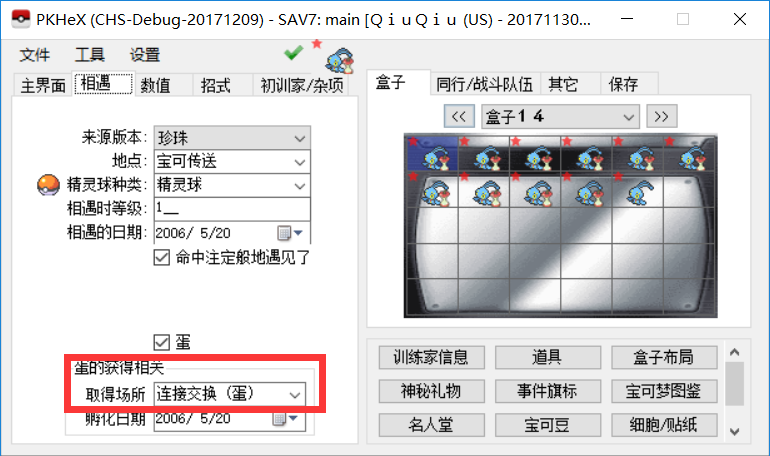 PKHeX (CHS-Debug-20171209) - SAV7: main [ＱｉｕＱｉｕ (US) - 20171130...
文件 工具 设置
主界面 相遇 数值 招式 初训家/杂项
来源版本: 珍珠
地点: 宝可传送
精灵球种类: 精灵球
相遇时等级: 1__
相遇的日期: 2006/ 5/20
命中注定般地遇见了
蛋
蛋的获得相关
取得场所 连接交换（蛋）
孵化日期 2006/ 5/20
盒子 同行/战斗队伍 其它 保存
<< 盒子１４ >>
训练家信息 道具 盒子布局
神秘礼物 事件旗标 宝可梦图鉴
名人堂 宝可豆 细胞/贴纸